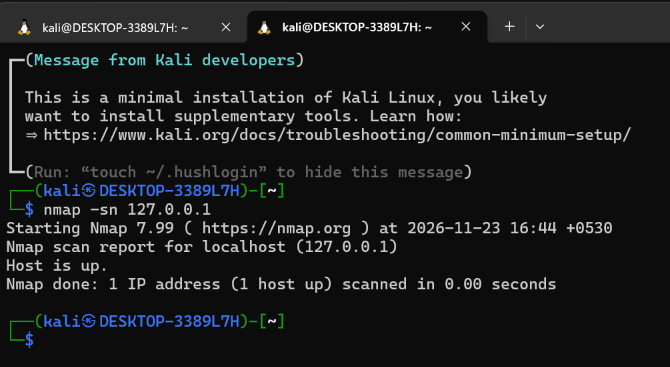 kali@DESKTOP-3389L7H: ~
kali@DESKTOP-3389L7H: ~
(Message from Kali developers)
This is a minimal installation of Kali Linux, you likely
want to install supplementary tools. Learn how:
⇒ https://www.kali.org/docs/troubleshooting/common-minimum-setup/
(Run: “touch ~/.hushlogin” to hide this message)
(kali㉿DESKTOP-3389L7H)-[~]
$ nmap -sn 127.0.0.1
Starting Nmap 7.99 ( https://nmap.org ) at 2026-11-23 16:44 +0530
Nmap scan report for localhost (127.0.0.1)
Host is up.
Nmap done: 1 IP address (1 host up) scanned in 0.00 seconds
(kali㉿DESKTOP-3389L7H)-[~]
$